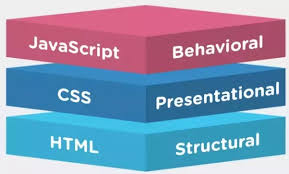 JavaScript Behavioral
CSS Presentational
HTML Structural